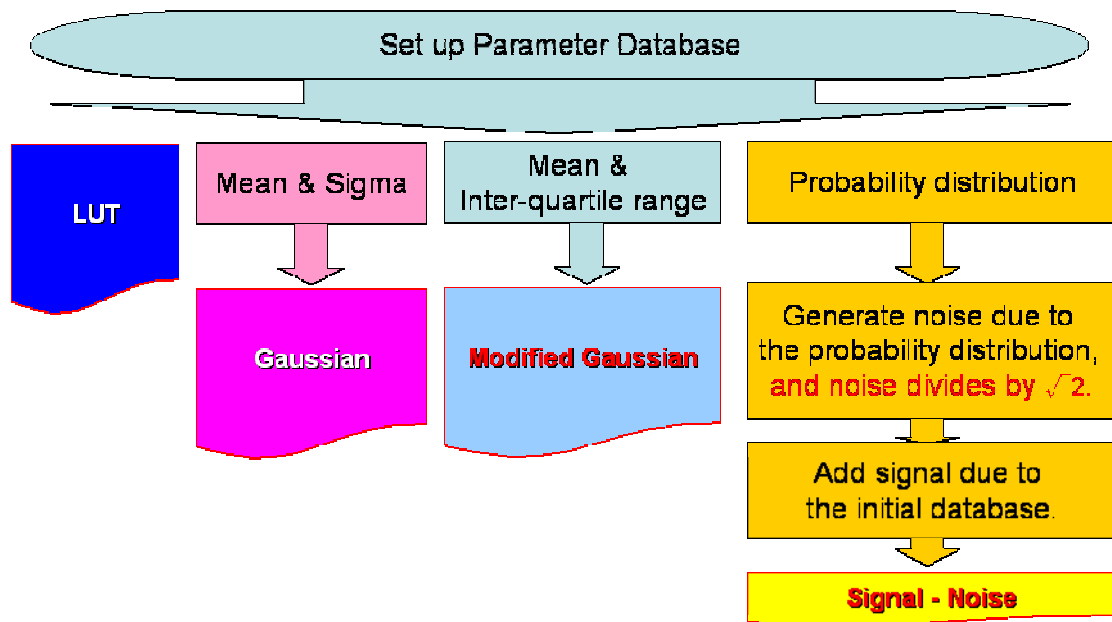 Set up Parameter Database
LUT
Mean & Sigma
Gaussian
Mean &
Inter-quartile range
Modified Gaussian
Probability distribution
Generate noise due to
the probability distribution,
and noise divides by √2.
Add signal due to
the initial database.
Signal - Noise